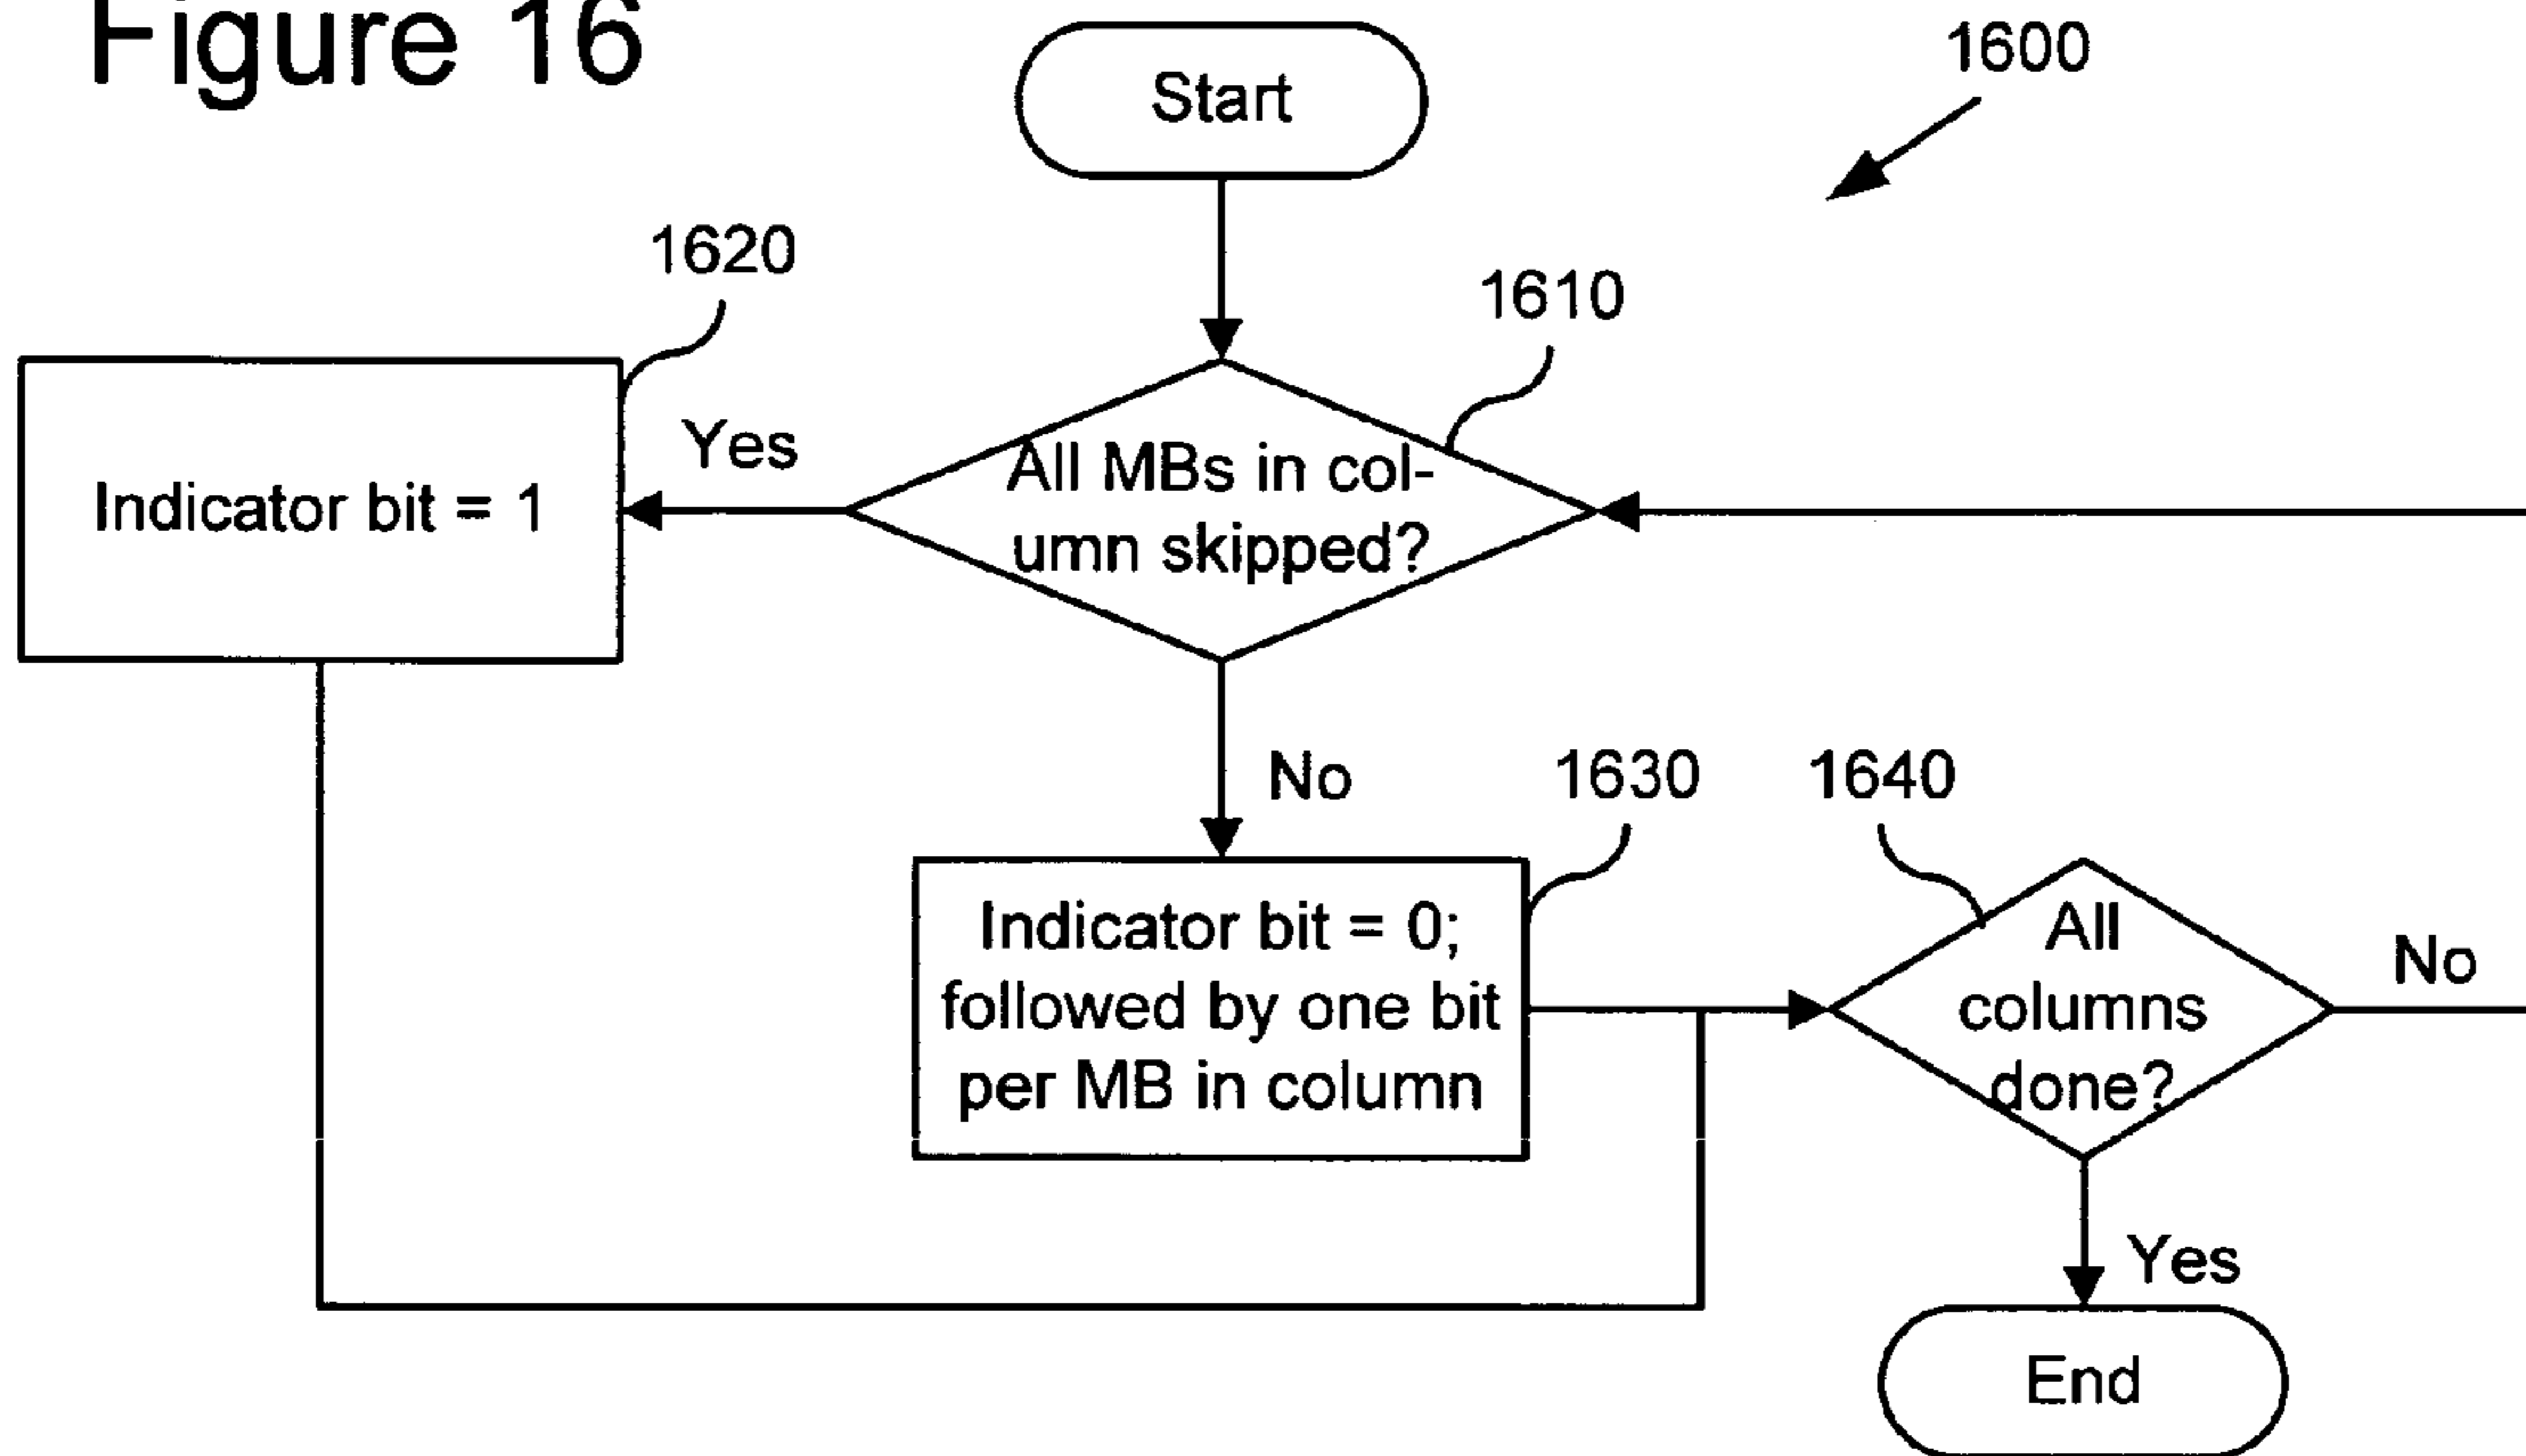 Figure 16
Start
1600
1620
1610
Yes
All MBs in col-
umn skipped?
Indicator bit = 1
No
1630
1640
Indicator bit = 0;
followed by one bit
per MB in column
All
columns
done?
No
Yes
End